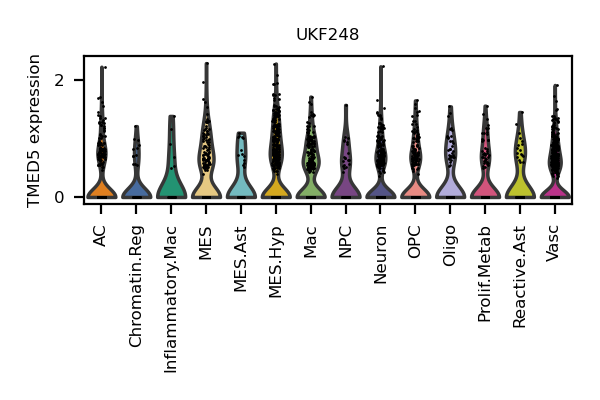 UKF248
TMED5 expression
2
0
AC
Chromatin.Reg
Inflammatory.Mac
MES
MES.Ast
MES.Hyp
Mac
NPC
Neuron
OPC
Oligo
Prolif.Metab
Reactive.Ast
Vasc